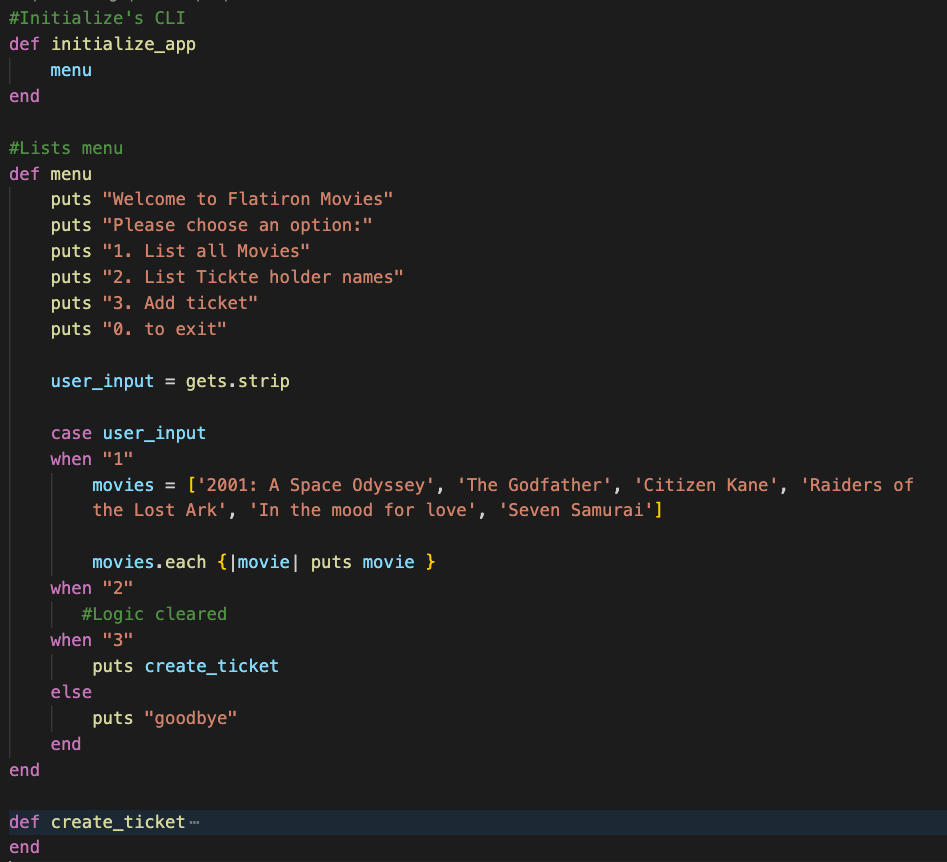 #Initialize's CLI
def initialize_app
    menu
end

#Lists menu
def menu
    puts "Welcome to Flatiron Movies"
    puts "Please choose an option:"
    puts "1. List all Movies"
    puts "2. List Tickte holder names"
    puts "3. Add ticket"
    puts "0. to exit"

    user_input = gets.strip

    case user_input
    when "1"
        movies = ['2001: A Space Odyssey', 'The Godfather', 'Citizen Kane', 'Raiders of
        the Lost Ark', 'In the mood for love', 'Seven Samurai']

        movies.each {|movie| puts movie }
    when "2"
       #Logic cleared
    when "3"
        puts create_ticket
    else
        puts "goodbye"
    end
end

def create_ticket⋯
end